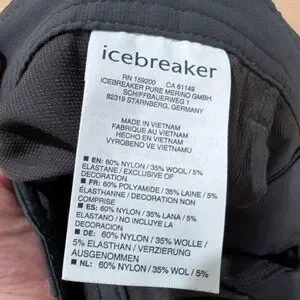 icebreaker
RN 159200 CA 61149
ICEBREAKER PURE MERINO GMBH.
SCHIFFBAUERWEG 1
82319 STARNBERG, GERMANY
MADE IN VIETNAM
FABRIQUE AU VIETNAM
HECHO EN VIETNAM
VYROBENO VE VIETNAMU
■ EN: 60% NYLON / 35% WOOL / 5%
ELASTANE / EXCLUSIVE OF
DECORATION
■ FR: 60% POLYAMIDE / 35% LAINE / 5%
ÉLASTHANNE / DECORATION NON
COMPRISE
■ ES: 60% NYLON / 35% LANA / 5%
ELASTANO / NO INCLUYE LA
DECORACION
■ DE: 60% NYLON / 35% WOLLE /
5% ELASTHAN / VERZIERUNG
AUSGENOMMEN
■ NL: 60% NYLON / 35% WOL / 5%